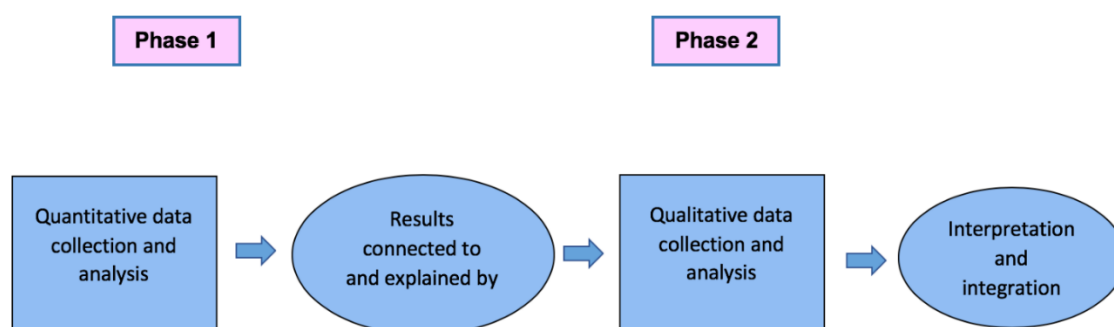 Phase 1
Phase 2
Quantitative data
collection and
analysis
Results
connected to
and explained by
Qualitative data
collection and
analysis
Interpretation
and
integration